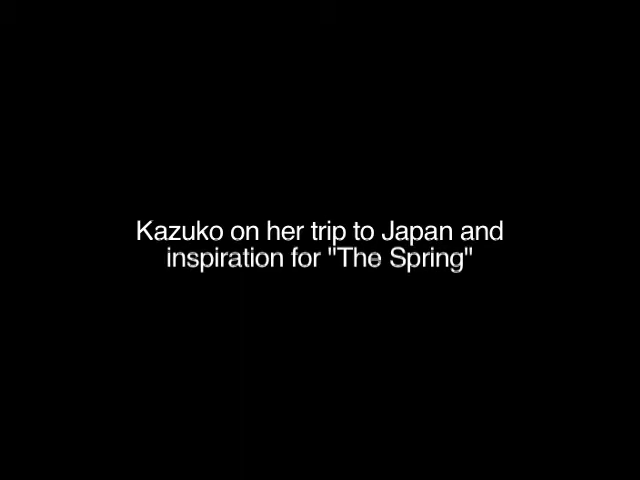 Kazuko on her trip to Japan and
inspiration for "The Spring"